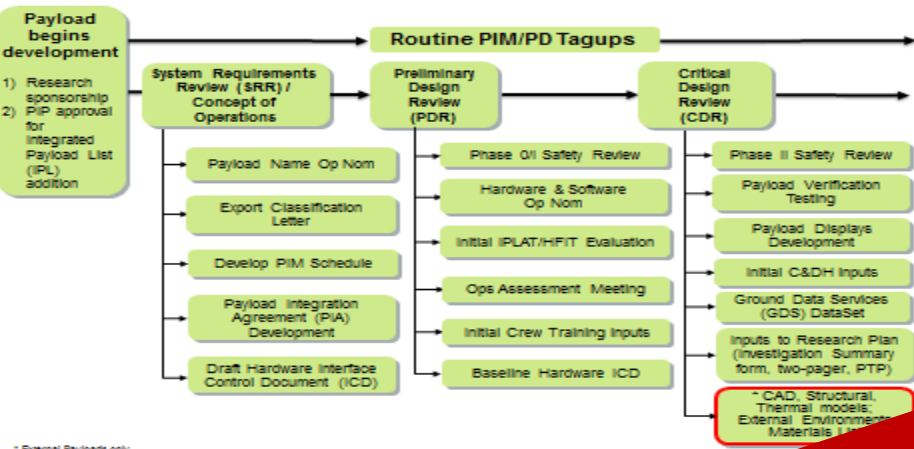 Payload
begins
development
1) Research
sponsorship
2) PIP approval
for
Integrated
Payload List
(IPL)
addition
Routine PIM/PD Tagups
System Requirements
Review (SRR) /
Concept of
Operations
Payload Name Op Nom
Export Classification
Letter
Develop PIM Schedule
Payload Integration
Agreement (PIA)
Development
Draft Hardware Interface
Control Document (ICD)
Preliminary
Design
Review
(PDR)
Phase 0/I Safety Review
Hardware & Software
Op Nom
Initial IPLAT/HFIT Evaluation
Ops Assessment Meeting
Initial Crew Training Inputs
Baseline Hardware ICD
Critical
Design
Review
(CDR)
Phase II Safety Review
Payload Verification
Testing
Payload Displays
Development
Initial C&DH Inputs
Ground Data Services
(GDS) DataSet
Inputs to Research Plan
(Investigation Summary
form, two-pager, PTP)
* CAD, Structural,
Thermal models;
External Environments
Materials
* External Payloads only